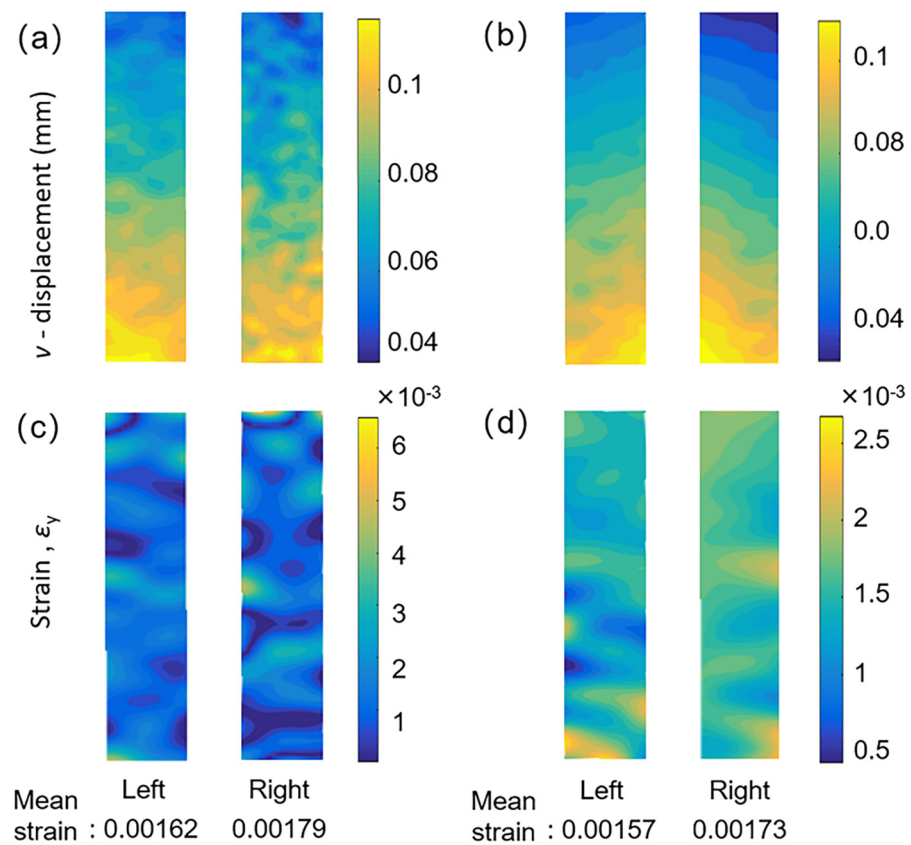 (a)
(b)
v - displacement (mm)
0.1
0.08
0.06
0.04
0.1
0.08
0.0
0.04
×10-3
×10-3
(c)
(d)
Strain , εy
6
5
4
3
2
1
2.5
2
1.5
1
0.5
Left Right Left Right
Mean strain : 0.00162 0.00179
Mean strain : 0.00157 0.00173